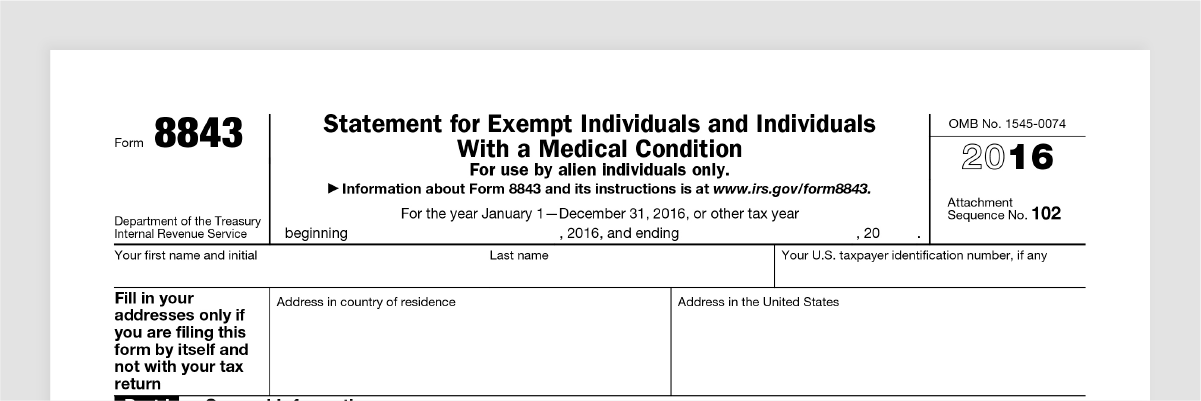 Form 8843
Department of the Treasury
Internal Revenue Service
Statement for Exempt Individuals and Individuals
With a Medical Condition
For use by alien individuals only.
▶ Information about Form 8843 and its instructions is at www.irs.gov/form8843.
For the year January 1—December 31, 2016, or other tax year
beginning , 2016, and ending , 20 .
OMB No. 1545-0074
2016
Attachment
Sequence No. 102
Your first name and initial
Last name
Your U.S. taxpayer identification number, if any
Fill in your
addresses only if
you are filing this
form by itself and
not with your tax
return
Address in country of residence
Address in the United States